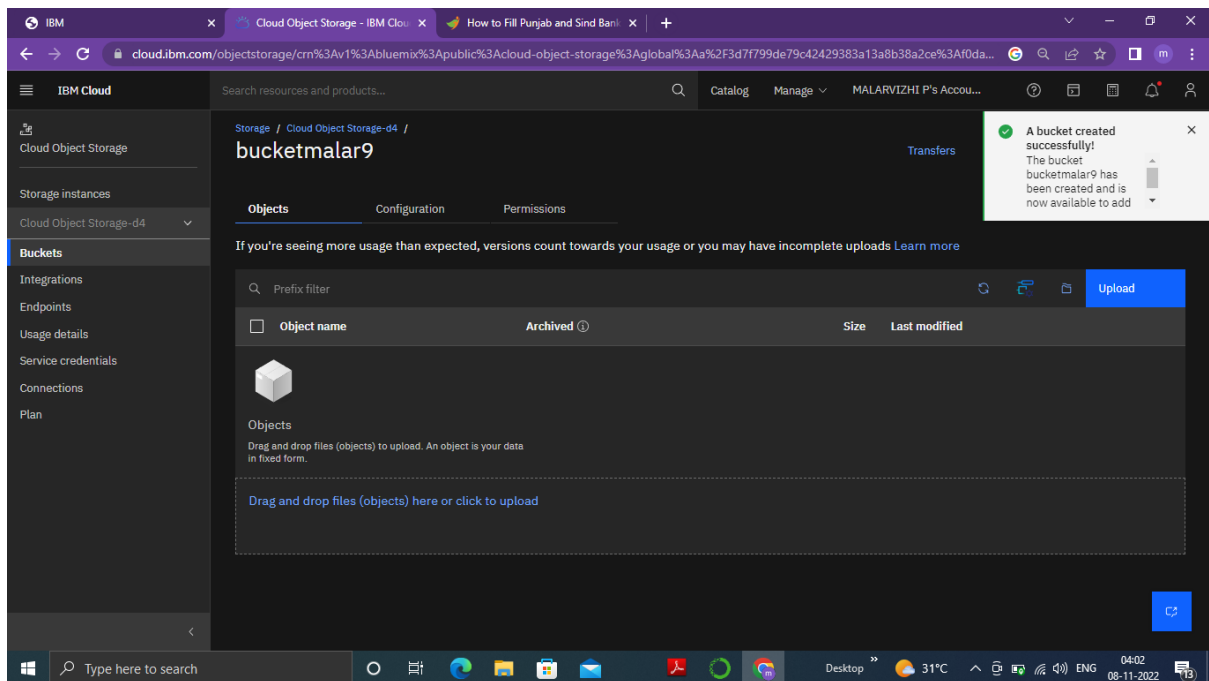 IBM
Cloud Object Storage - IBM Clou
How to Fill Punjab and Sind Bank
cloud.ibm.com/objectstorage/crn%3Av1%3Abluemix%3Apublic%3Acloud-object-storage%3Aglobal%3Aa%2F3d7f799de79c42429383a13a8b38a2ce%3Af0da...
m
IBM Cloud
Search resources and products...
Catalog
Manage
MALARVIZHI P's Accou...
Cloud Object Storage
Storage instances
Cloud Object Storage-d4
Buckets
Integrations
Endpoints
Usage details
Service credentials
Connections
Plan
Storage / Cloud Object Storage-d4 /
bucketmalar9
Transfers
A bucket created
successfully!
The bucket
bucketmalar9 has
been created and is
now available to add
Objects
Configuration
Permissions
If you're seeing more usage than expected, versions count towards your usage or you may have incomplete uploads Learn more
Prefix filter
Upload
Object name
Archived
Size
Last modified
Objects
Drag and drop files (objects) to upload. An object is your data
in fixed form.
Drag and drop files (objects) here or click to upload
Type here to search
Desktop
31°C
ENG
04:02
08-11-2022
13